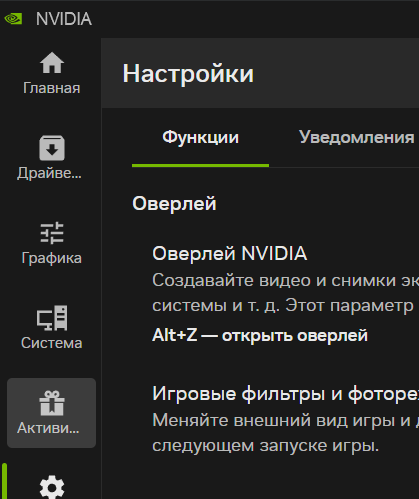 NVIDIA
Главная
Драйве...
Графика
Система
Активи...
Настройки
Функции
Уведомления
Оверлей
Оверлей NVIDIA
Создавайте видео и снимки эк
системы и т. д. Этот параметр
Alt+Z — открыть оверлей
Игровые фильтры и фоторе
Меняйте внешний вид игры и д
следующем запуске игры.